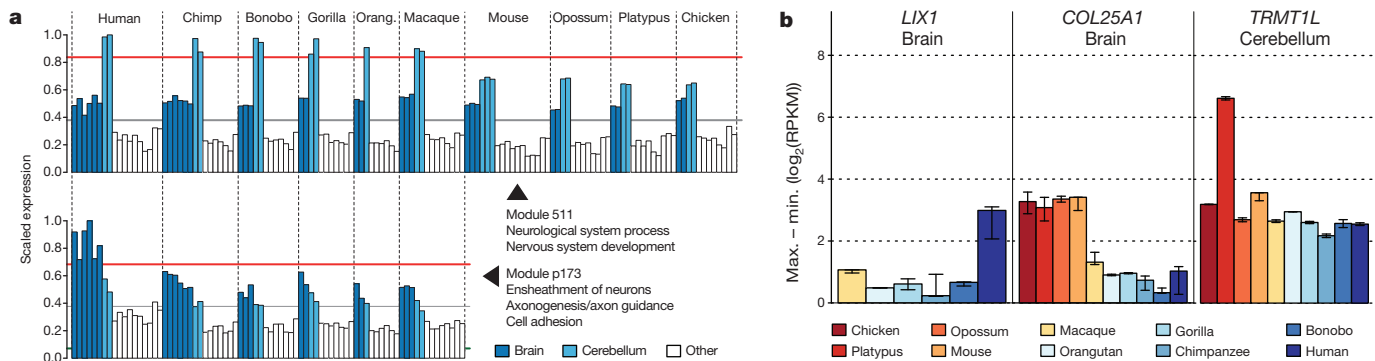 a
Human Chimp Bonobo Gorilla Orang. Macaque Mouse Opossum Platypus Chicken
Scaled expression
1.0
0.8
0.6
0.4
0.2
0.0
1.0
0.8
0.6
0.4
0.2
0.0
Module 511
Neurological system process
Nervous system development
Module p173
Ensheathment of neurons
Axonogenesis/axon guidance
Cell adhesion
Brain Cerebellum Other
b
LIX1 COL25A1 TRMT1L
Brain Brain Cerebellum
Max. – min. (log2(RPKM))
8
6
4
2
0
Chicken Opossum Macaque Gorilla Bonobo
Platypus Mouse Orangutan Chimpanzee Human